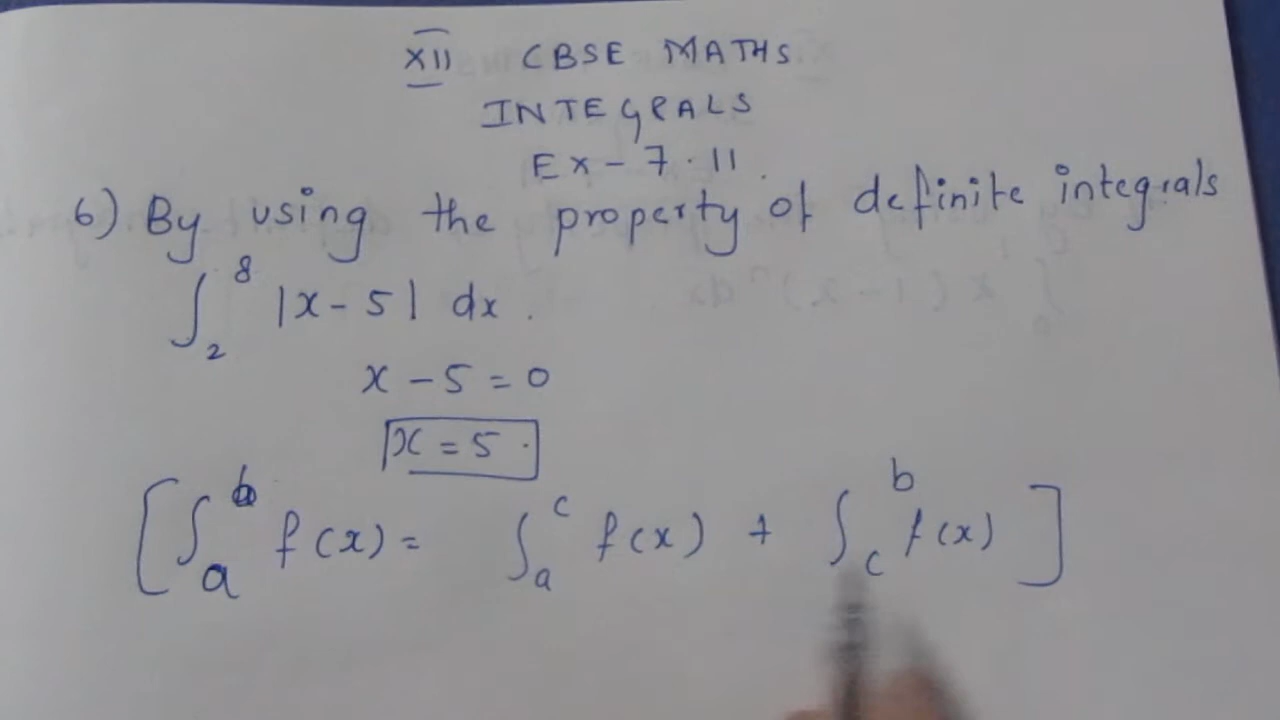 XII CBSE MATHS
INTEGRALS
Ex - 7.11.
6) By using the property of definite integrals
∫₂⁸ |x - 5| dx.
x - 5 = 0
x = 5.
[∫ₐᵇ f(x) = ∫ₐᶜ f(x) + ∫꜀ᵇ f(x)]